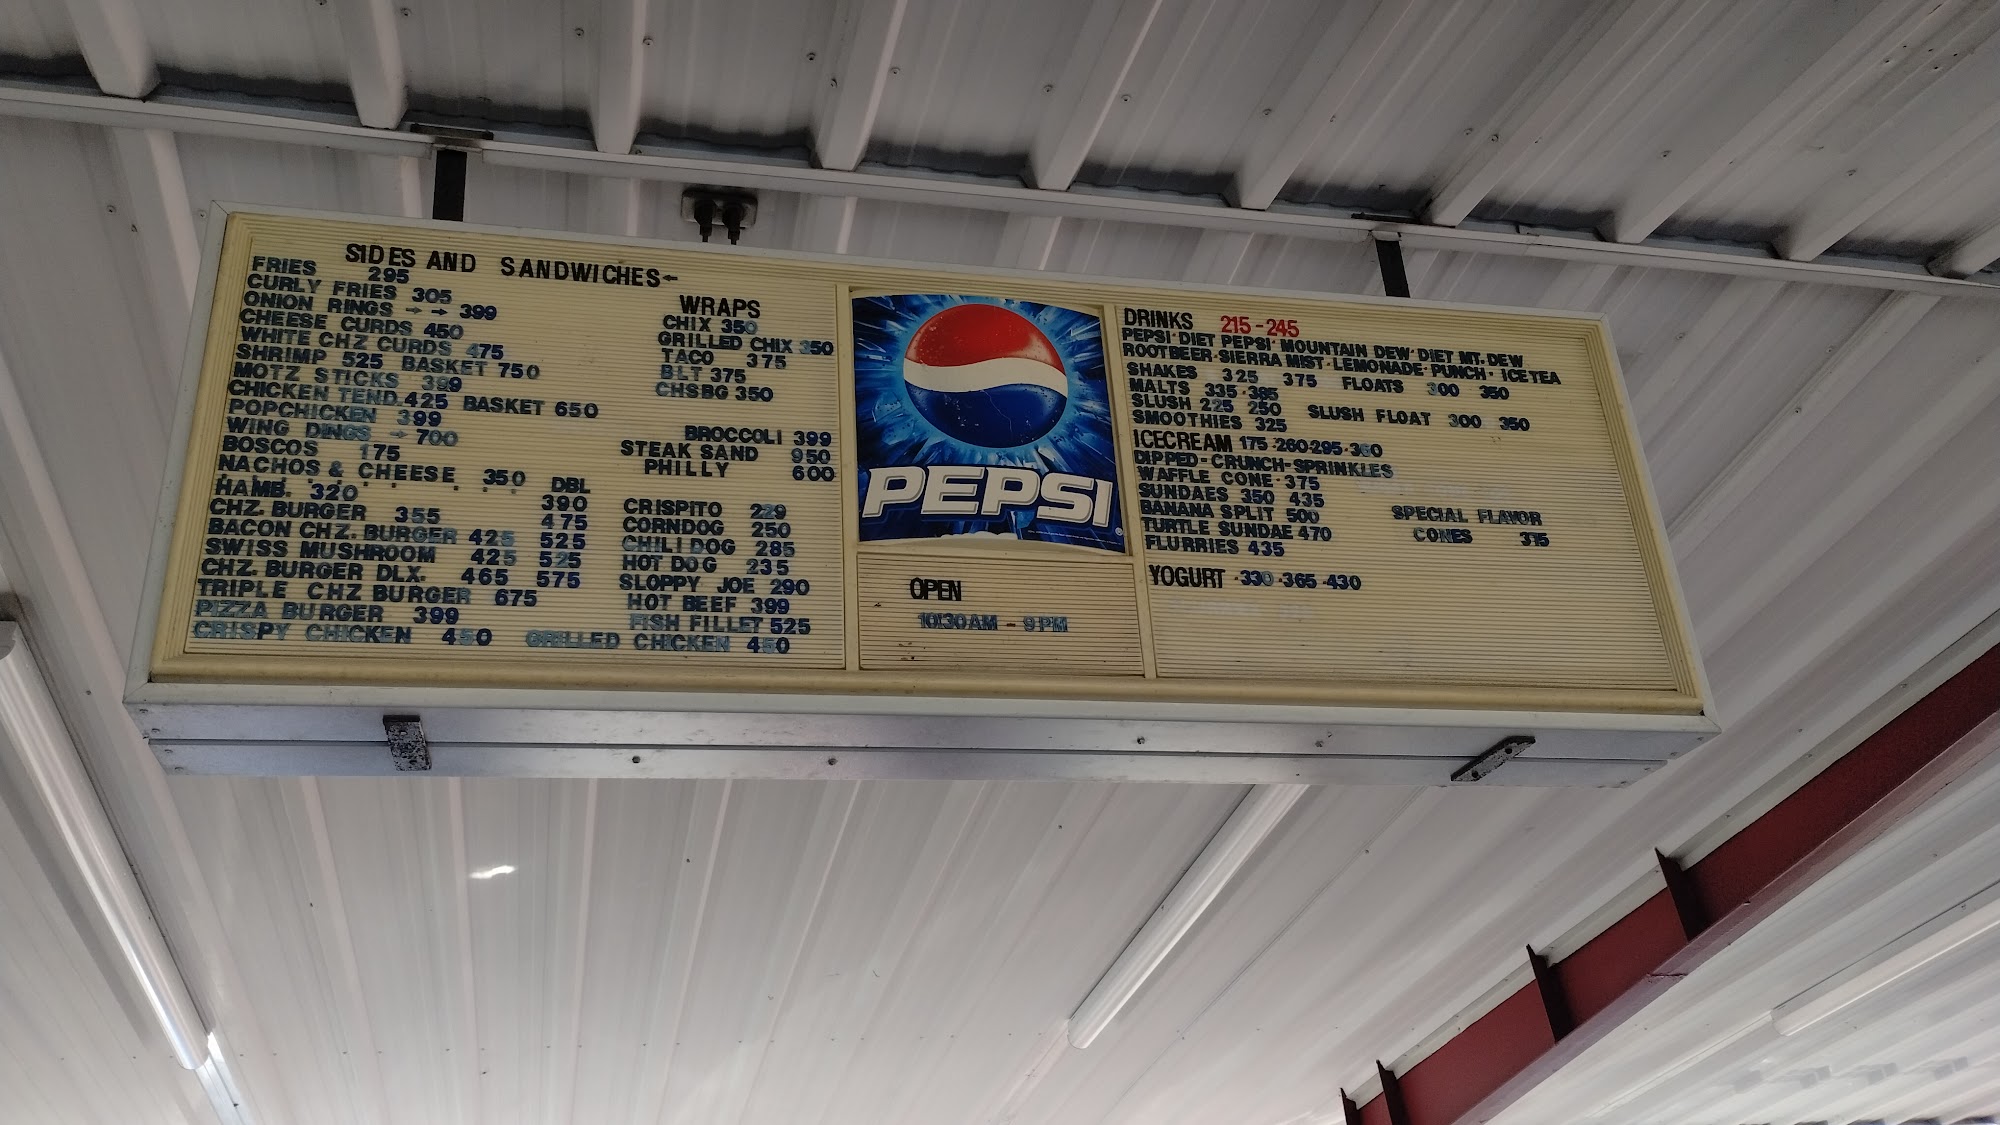 SIDES AND SANDWICHES←
FRIES 295
CURLY FRIES 305
ONION RINGS → → 399
CHEESE CURDS 450
WHITE CHZ CURDS 475
SHRIMP 525 BASKET 750
MOTZ STICKS 399
CHICKEN TEND.425 BASKET 650
POPCHICKEN 399
WING DINGS → 700
BOSCOS 175
NACHOS & CHEESE 350
DBL
HAMB. 320 390
CHZ. BURGER 355 475
BACON CHZ. BURGER 425 525
SWISS MUSHROOM 425 525
CHZ. BURGER DLX. 465 575
TRIPLE CHZ BURGER 675
PIZZA BURGER 399
CRISPY CHICKEN 450 GRILLED CHICKEN 450
WRAPS
CHIX 350
GRILLED CHIX 350
TACO 375
BLT 375
CHSBG 350
BROCCOLI 399
STEAK SAND 950
PHILLY 600
CRISPITO 229
CORNDOG 250
CHILI DOG 285
HOT DOG 235
SLOPPY JOE 290
HOT BEEF 399
FISH FILLET 525
PEPSI
OPEN
10:30AM - 9PM
DRINKS 215-245
PEPSI·DIET PEPSI·MOUNTAIN DEW·DIET MT. DEW
ROOTBEER·SIERRA MIST·LEMONADE·PUNCH·ICETEA
SHAKES 325 375 FLOATS 300 350
MALTS 335·385
SLUSH 225 250 SLUSH FLOAT 300 350
SMOOTHIES 325
ICECREAM 175·260·295·360
DIPPED-CRUNCH-SPRINKLES
WAFFLE CONE·375
SUNDAES 350 435
BANANA SPLIT 500
TURTLE SUNDAE 470
FLURRIES 435
SPECIAL FLAVOR
CONES 315
YOGURT ·330·365·430